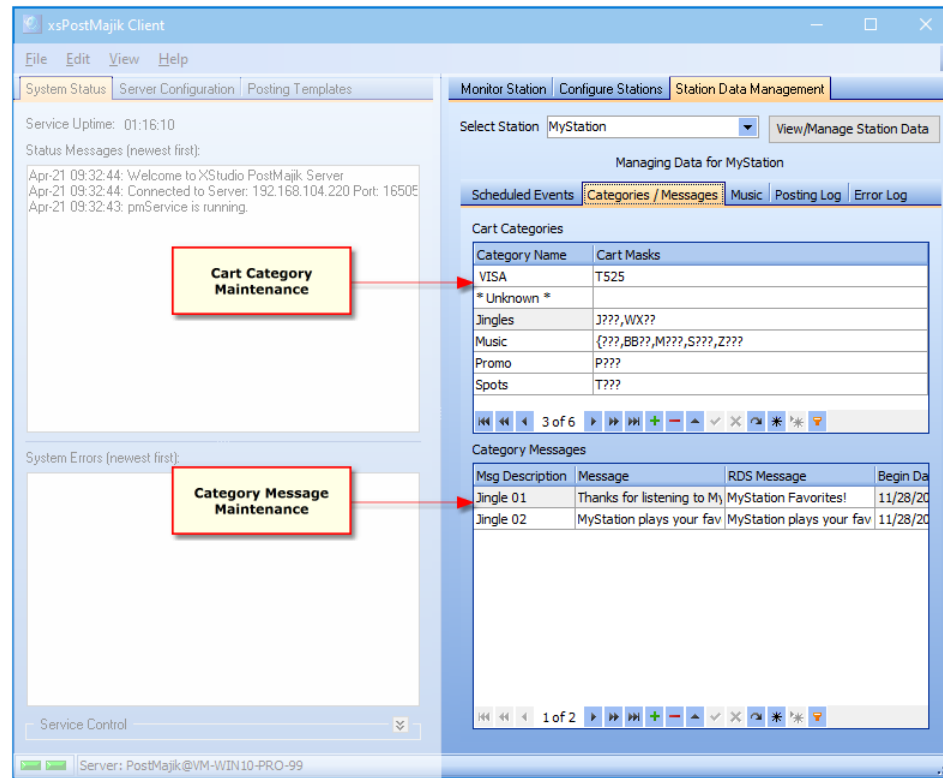 xsPostMajik Client
File Edit View Help
System Status Server Configuration Posting Templates
Service Uptime: 01:16:10
Status Messages (newest first):
Apr-21 09:32:44: Welcome to XStudio PostMajik Server
Apr-21 09:32:44: Connected to Server: 192.168.104.220 Port: 16505
Apr-21 09:32:43: pmService is running.
Cart Category
Maintenance
System Errors (newest first):
Category Message
Maintenance
Service Control
Monitor Station Configure Stations Station Data Management
Select Station MyStation View/Manage Station Data
Managing Data for MyStation
Scheduled Events Categories / Messages Music Posting Log Error Log
Cart Categories
Category Name Cart Masks
VISA T525
* Unknown *
Jingles J???,WX??
Music {???,BB??,M???,S???,Z???
Promo P???
Spots T???
3 of 6
Category Messages
Msg Description Message RDS Message Begin Da
Jingle 01 Thanks for listening to My MyStation Favorites! 11/28/20
Jingle 02 MyStation plays your fav MyStation plays your fav 11/28/20
1 of 2
Server: PostMajik@VM-WIN10-PRO-99